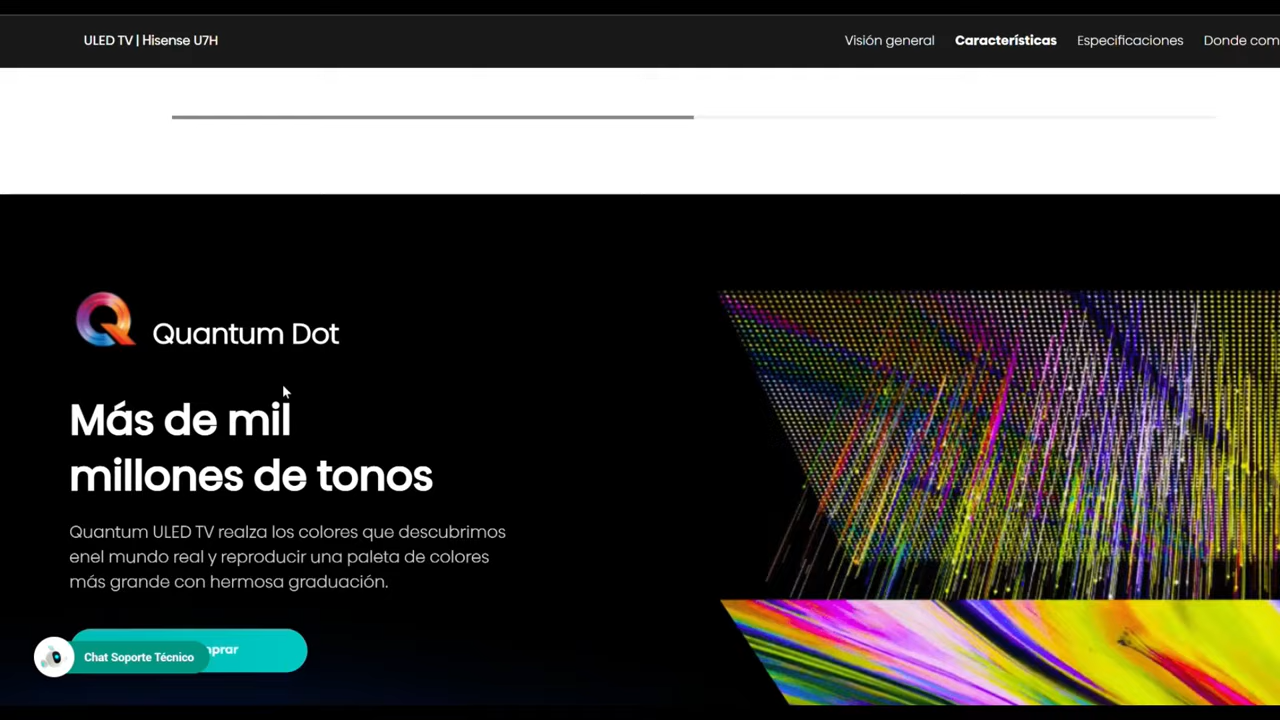 ULED TV | Hisense U7H
Visión general Características Especificaciones Donde com
Quantum Dot
Más de mil
millones de tonos
Quantum ULED TV realza los colores que descubrimos
enel mundo real y reproducir una paleta de colores
más grande con hermosa graduación.
Chat Soporte Técnico